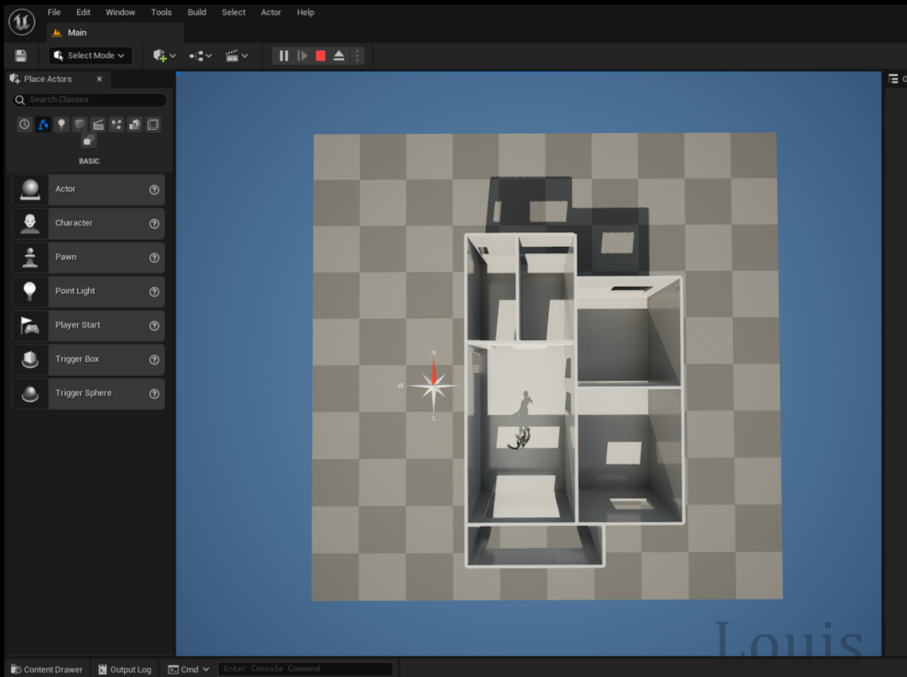 File Edit Window Tools Build Select Actor Help
Main
Select Mode
Place Actors
Search Classes
BASIC
Actor
Character
Pawn
Point Light
Player Start
Trigger Box
Trigger Sphere
N
W
S
Louis
Content Drawer Output Log Cmd Enter Console Command